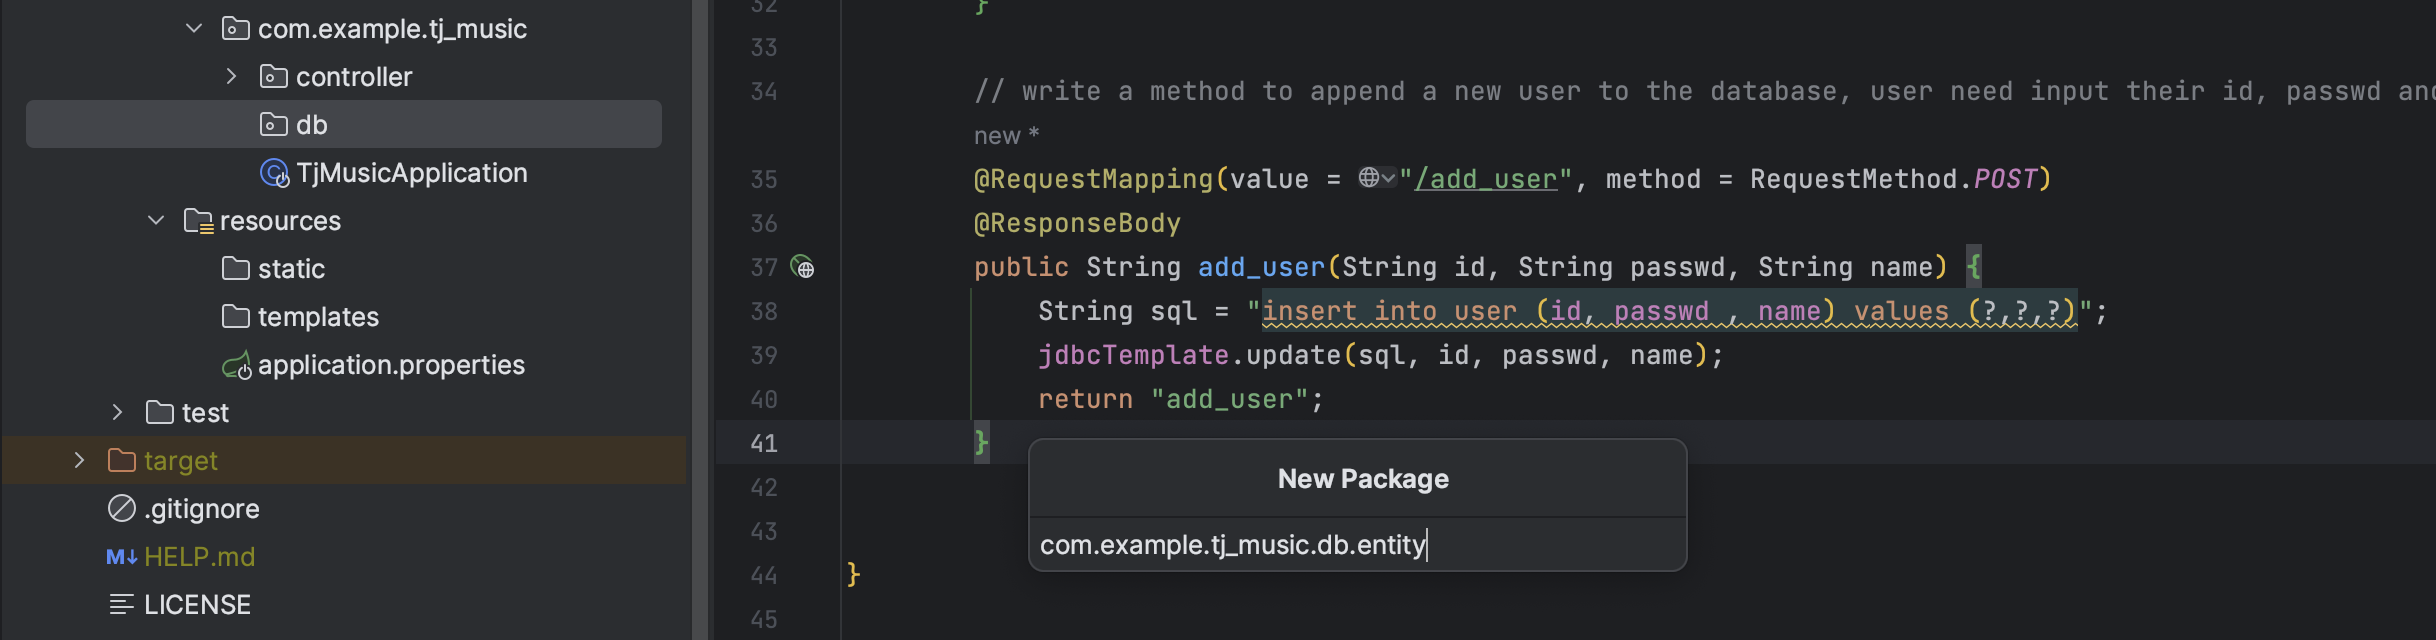 com.example.tj_music
controller
db
TjMusicApplication
resources
static
templates
application.properties
test
target
.gitignore
M↓ HELP.md
LICENSE
32 }
33
34 // write a method to append a new user to the database, user need input their id, passwd and
new *
35 @RequestMapping(value = "/add_user", method = RequestMethod.POST)
36 @ResponseBody
37 public String add_user(String id, String passwd, String name) {
38 String sql = "insert into user (id, passwd , name) values (?,?,?)";
39 jdbcTemplate.update(sql, id, passwd, name);
40 return "add_user";
41 }
42
43
44 }
45
New Package
com.example.tj_music.db.entity